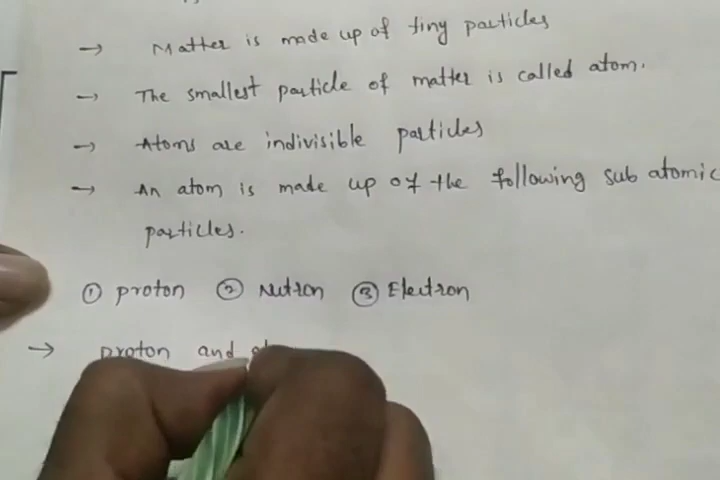 → Matter is made up of tiny particles
→ The smallest particle of matter is called atom.
→ Atoms are indivisible particles
→ An atom is made up of the following sub atomic
particles.
① proton ② Nutron ③ Electron
→ proton and